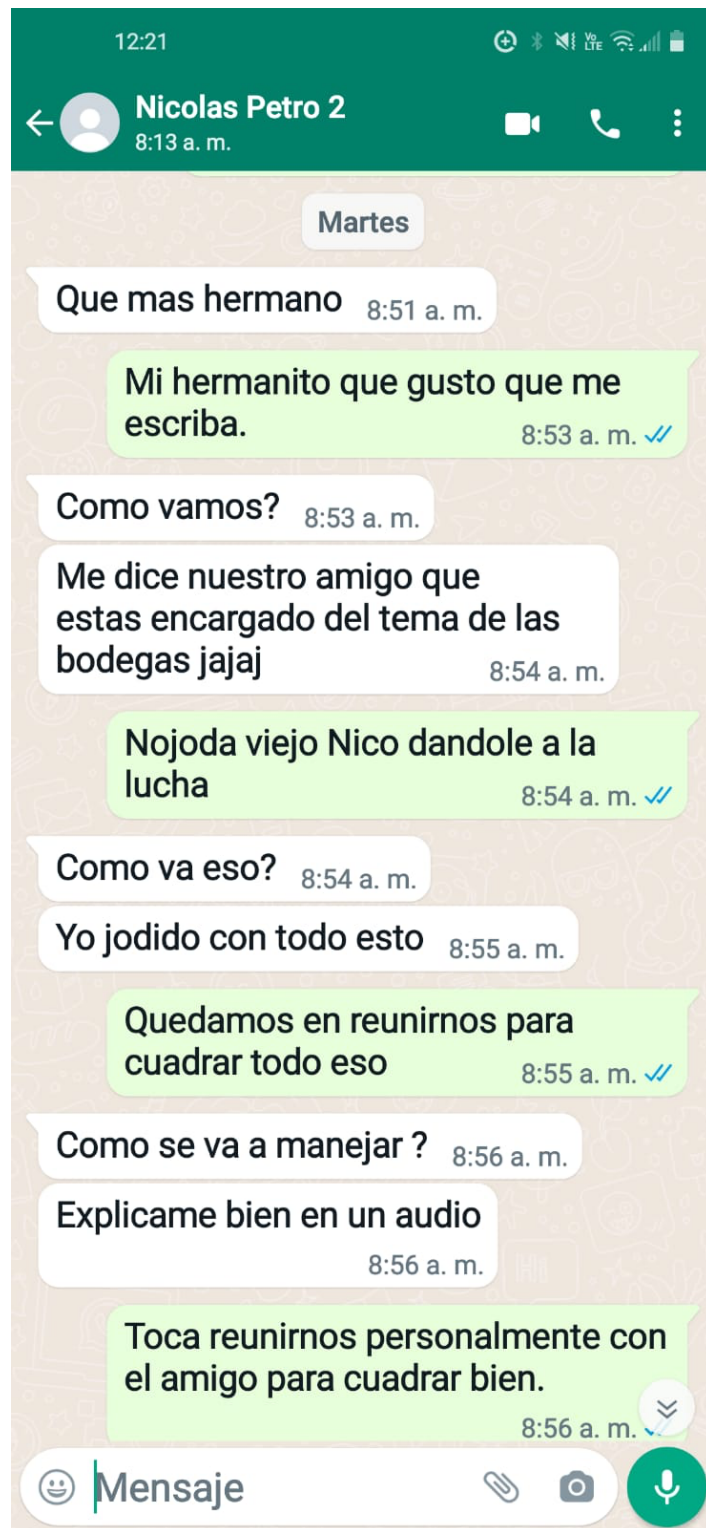 12:21
Vo
LTE
Nicolas Petro 2
8:13 a. m.
Martes
Que mas hermano 8:51 a. m.
Mi hermanito que gusto que me
escriba. 8:53 a. m.
Como vamos? 8:53 a. m.
Me dice nuestro amigo que
estas encargado del tema de las
bodegas jajaj 8:54 a. m.
Nojoda viejo Nico dandole a la
lucha 8:54 a. m.
Como va eso? 8:54 a. m.
Yo jodido con todo esto 8:55 a. m.
Quedamos en reunirnos para
cuadrar todo eso 8:55 a. m.
Como se va a manejar ? 8:56 a. m.
Explicame bien en un audio
8:56 a. m.
Toca reunirnos personalmente con
el amigo para cuadrar bien.
8:56 a. m.
Mensaje